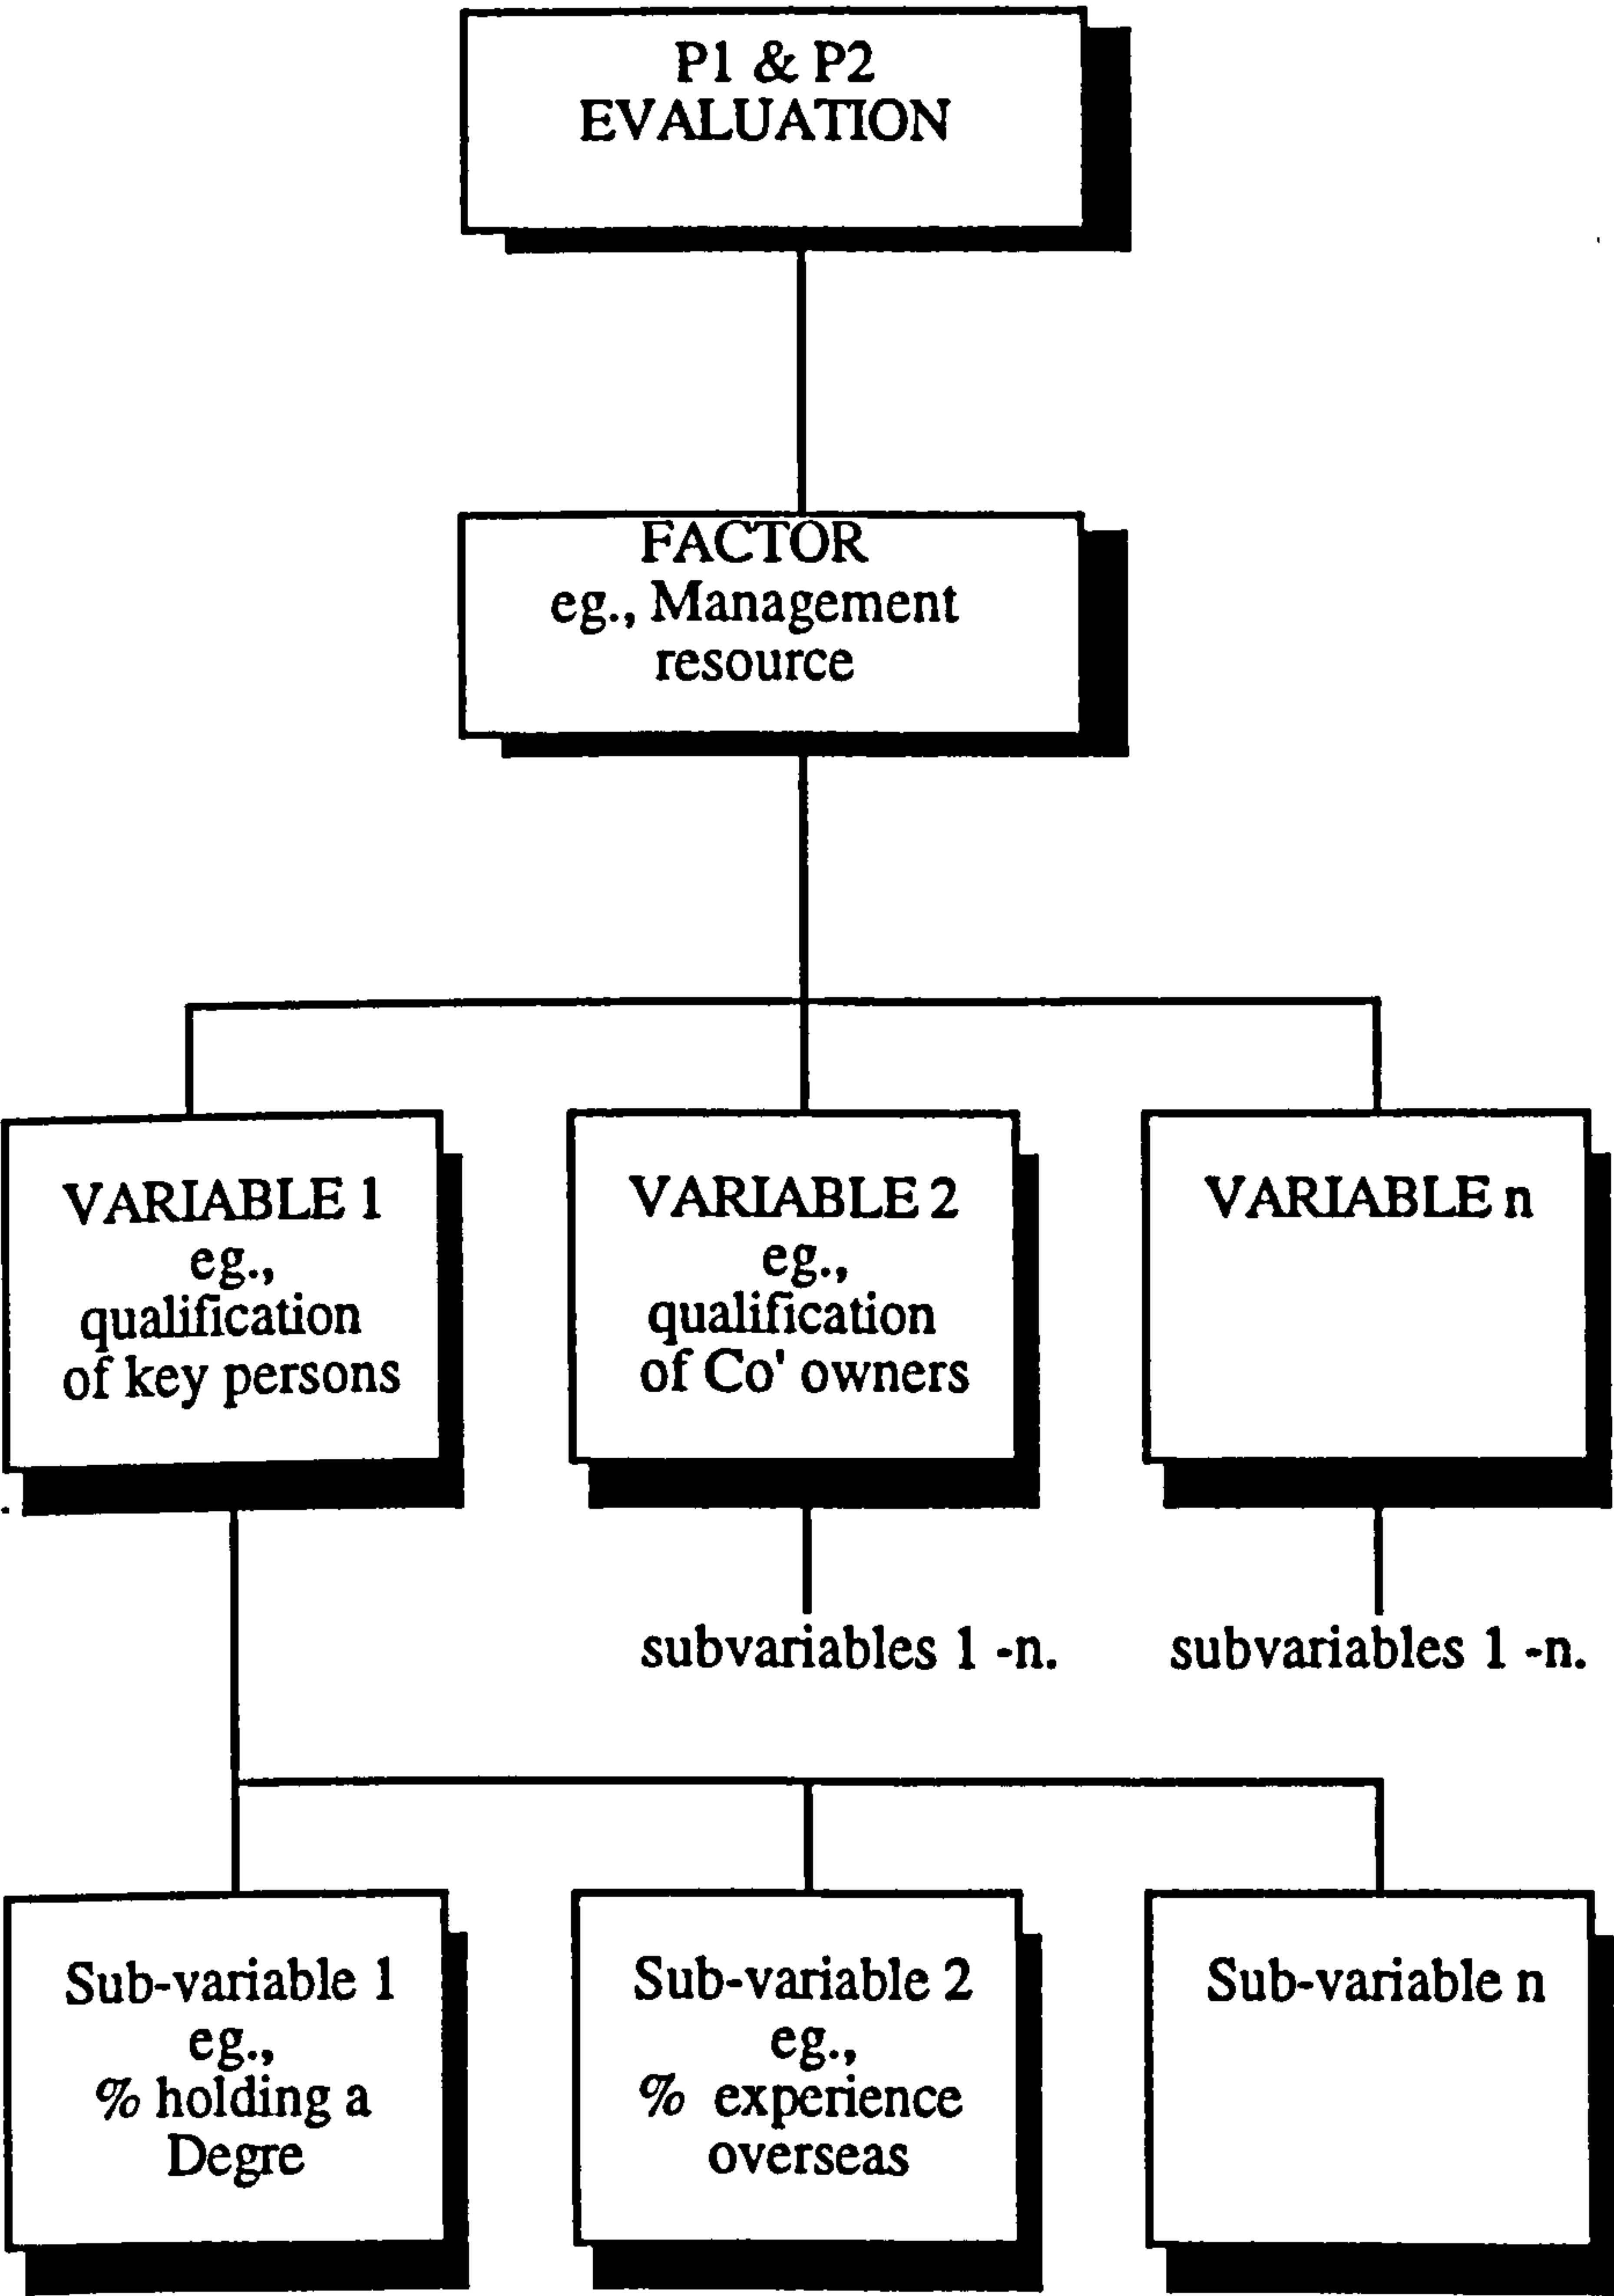 P1 & P2
EVALUATION
FACTOR
eg., Management
resource
VARIABLE 1
eg.,
qualification
of key persons
VARIABLE 2
eg.,
qualification
of Co' owners
VARIABLE n
subvariables 1 -n.
subvariables 1 -n.
Sub-variable 1
eg.,
% holding a
Degre
Sub-variable 2
eg.,
% experience
overseas
Sub-variable n